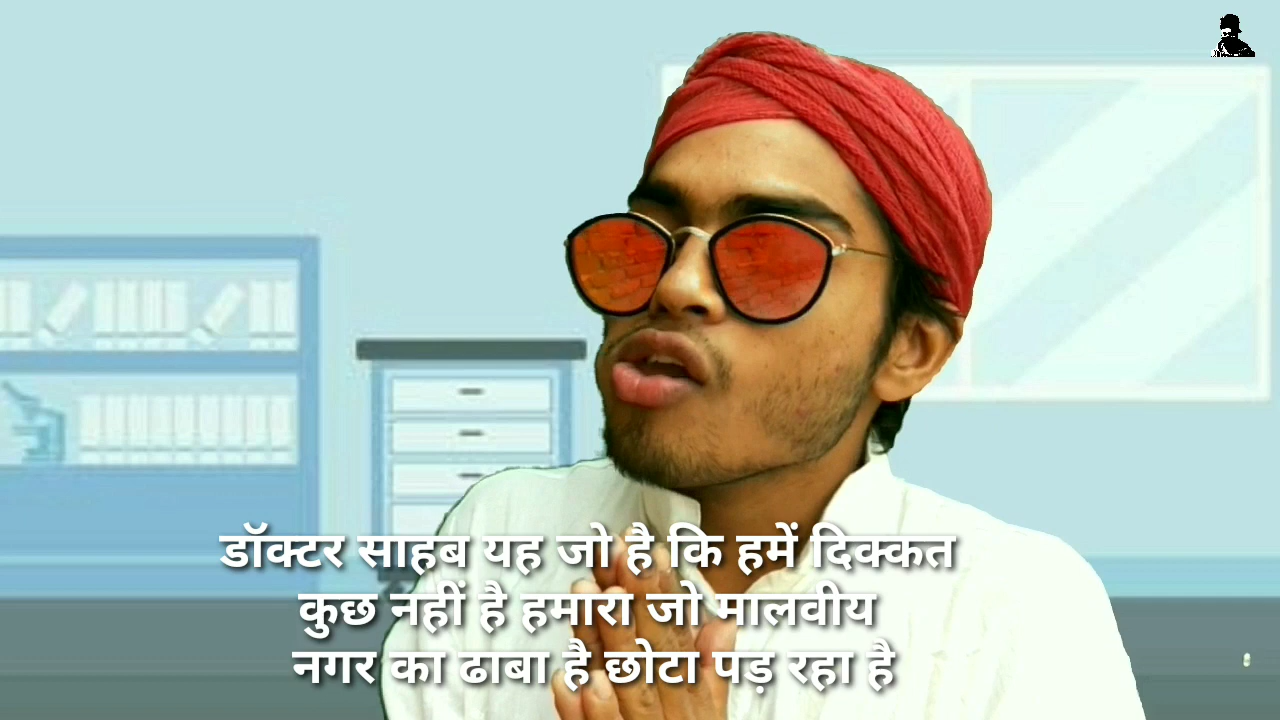 डॉक्टर साहब यह जो है कि हमें दिक्कत
कुछ नहीं है हमारा जो मालवीय
नगर का ढाबा है छोटा पड़ रहा है